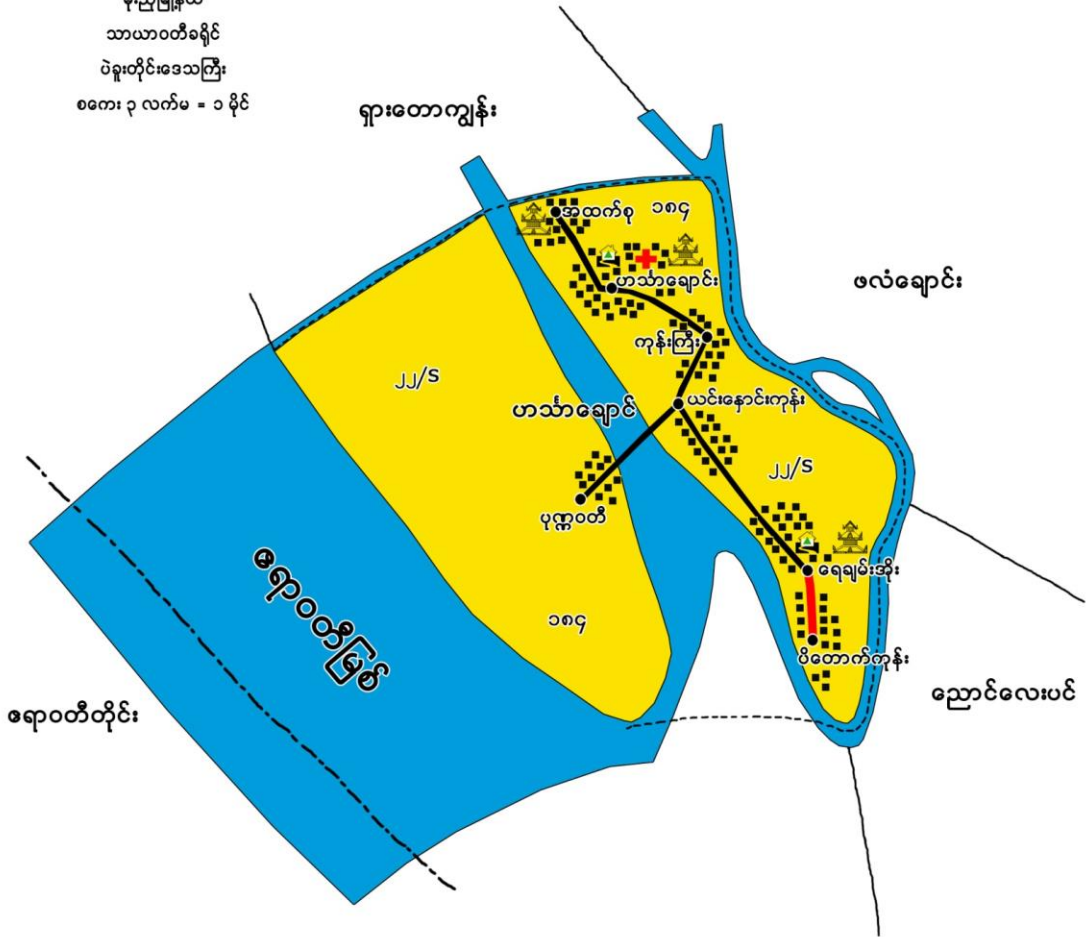 သာယာဝတီခရိုင်
ပဲခူးတိုင်းဒေသကြီး
စကေး ၃ လက်မ = ၁ မိုင်
ရှားတောကျွန်း
အထက်စု ၁၈၄
ဟင်္သာချောင်း
ဖလံချောင်း
ကုန်းကြီး
၂၂/S
ဟင်္သာချောင်
ယင်းနှောင်းကုန်း
၂၂/S
ပုဏ္ဏဝတီ
ဧရာဝတီမြစ်
ရေချမ်းအိုး
၁၈၄
ပိတောက်ကုန်း
ညောင်လေးပင်
ဧရာဝတီတိုင်း